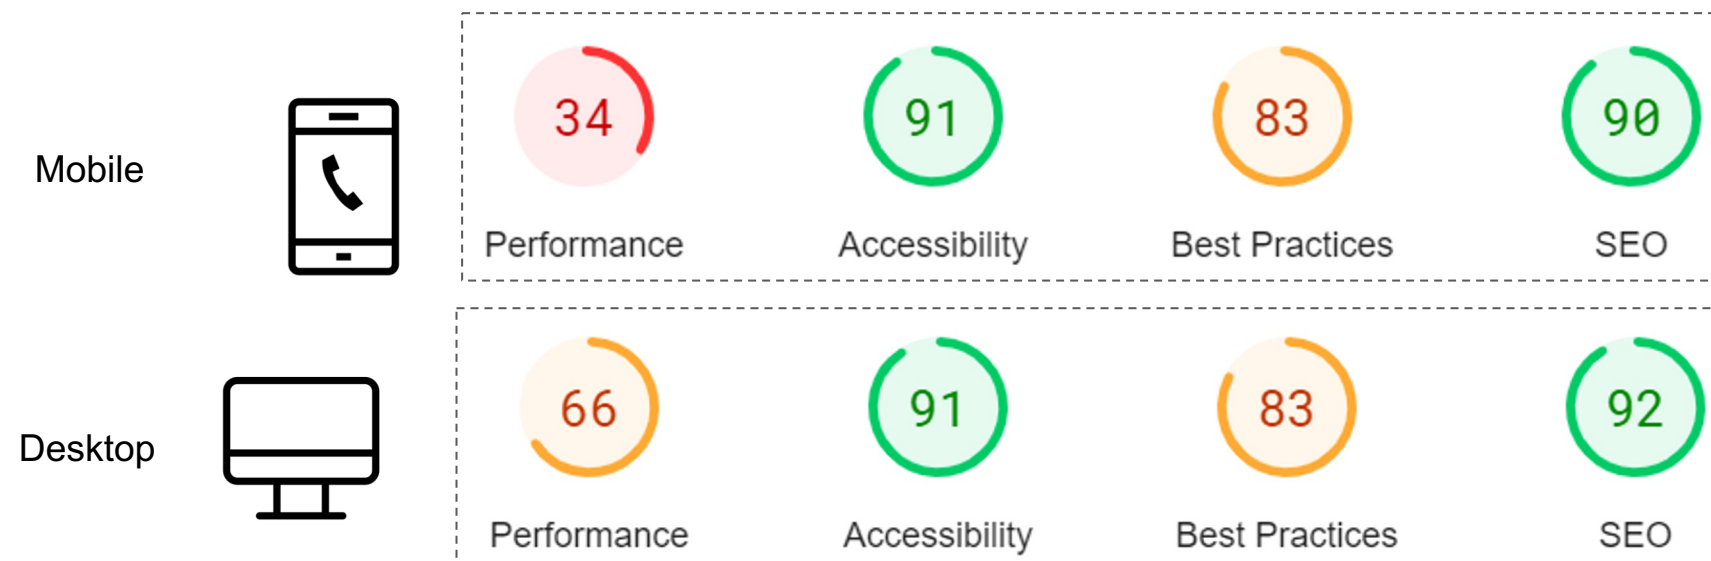 34 91 83 90
Mobile
Performance Accessibility Best Practices SEO
66 91 83 92
Desktop
Performance Accessibility Best Practices SEO